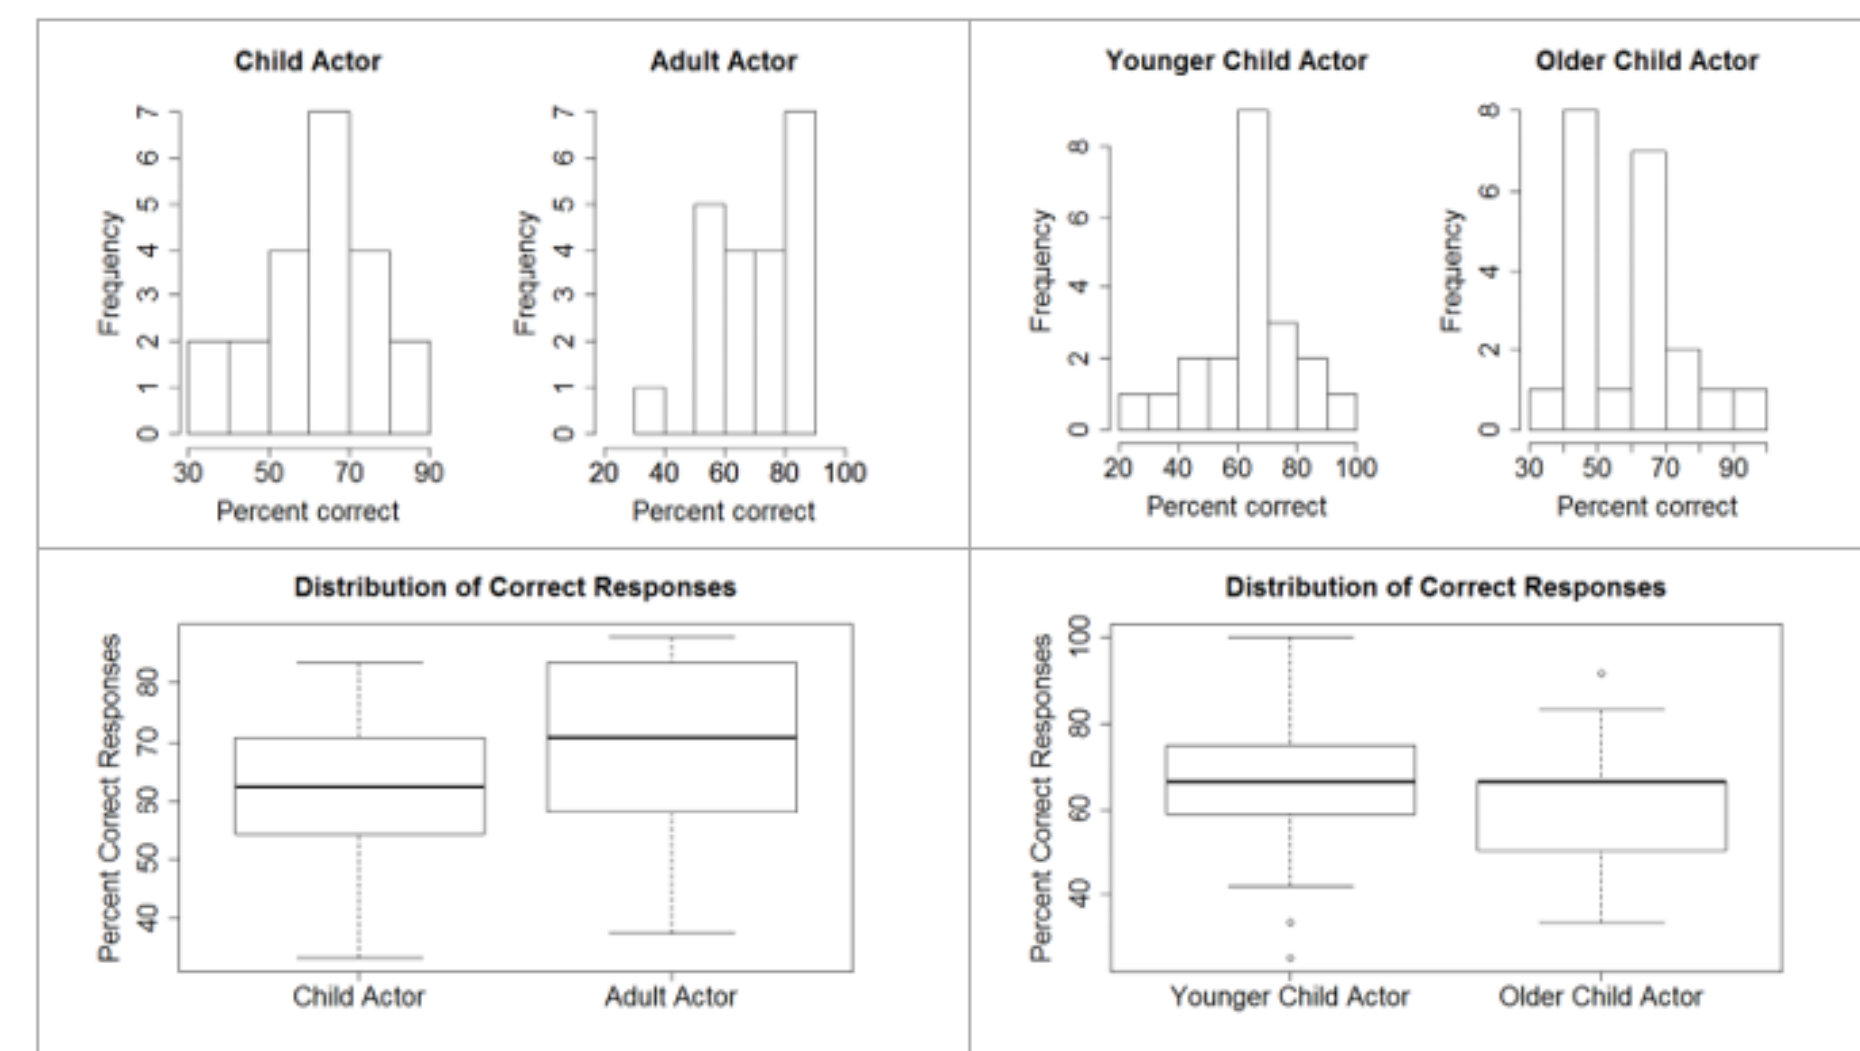 Child Actor
Adult Actor
7
6
5
4
3
2
1
0
Frequency
30 50 70 90
Percent correct
7
6
5
4
3
2
1
0
Frequency
20 40 60 80 100
Percent correct
Younger Child Actor
Older Child Actor
8
6
4
2
0
Frequency
20 40 60 80 100
Percent correct
8
6
4
2
0
Frequency
30 50 70 90
Percent correct
Distribution of Correct Responses
80
70
60
50
40
Percent Correct Responses
Child Actor
Adult Actor
Distribution of Correct Responses
100
80
60
40
Percent Correct Responses
Younger Child Actor
Older Child Actor